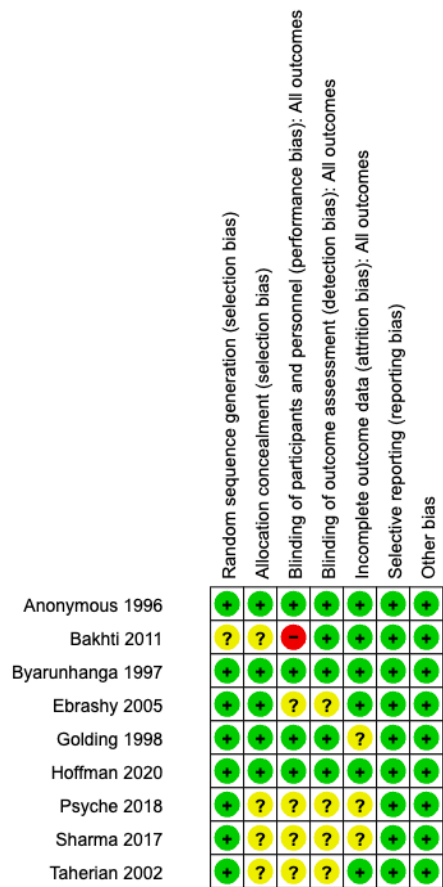 Random sequence generation (selection bias)
Allocation concealment (selection bias)
Blinding of participants and personnel (performance bias): All outcomes
Blinding of outcome assessment (detection bias): All outcomes
Incomplete outcome data (attrition bias): All outcomes
Selective reporting (reporting bias)
Other bias
Anonymous 1996 + + + + + + +
Bakhti 2011 ? ? - + + + +
Byarunhanga 1997 + + + + + + +
Ebrashy 2005 + + ? ? + + +
Golding 1998 + + + + ? + +
Hoffman 2020 + + + + + + +
Psyche 2018 + ? ? ? ? + +
Sharma 2017 + ? ? ? ? + +
Taherian 2002 + ? ? ? + + +